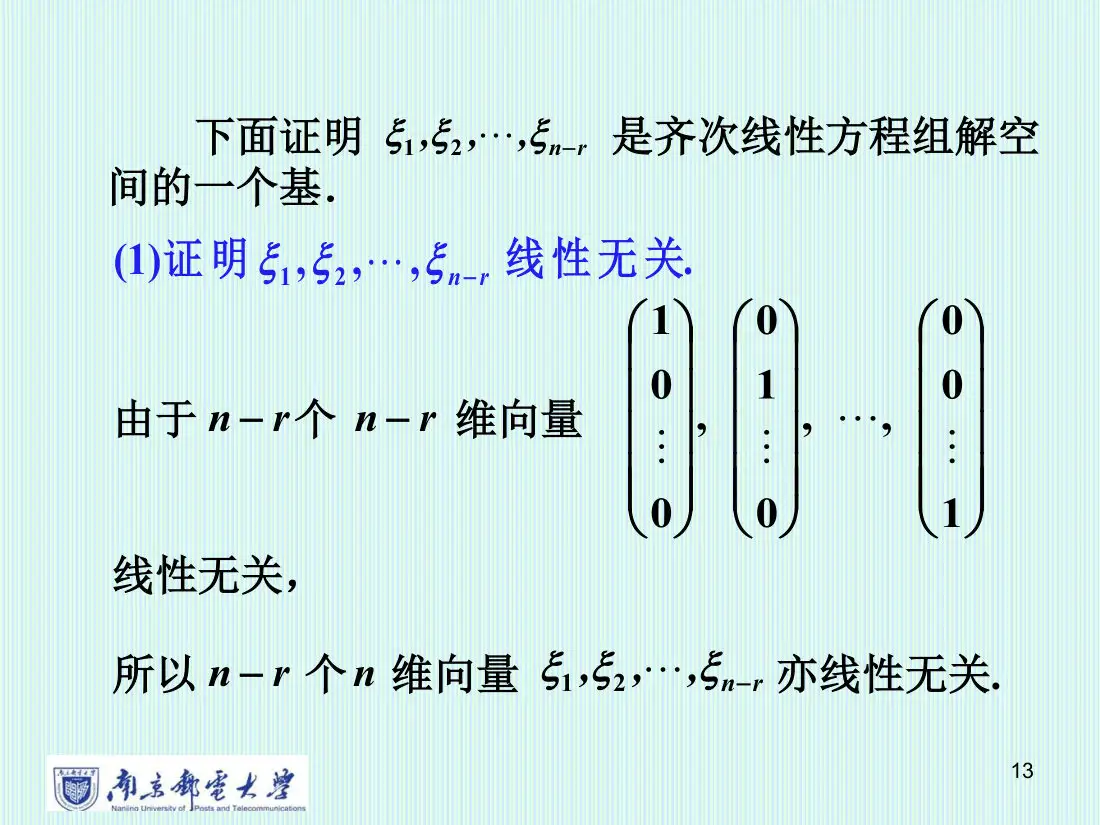 下面证明 ξ₁,ξ₂,⋯,ξₙ₋ᵣ 是齐次线性方程组解空
间的一个基.
(1)证明 ξ₁,ξ₂,⋯,ξₙ₋ᵣ 线性无关.
由于 n − r 个 n − r 维向量 (1 0 ⋮ 0), (0 1 ⋮ 0), ⋯, (0 0 ⋮ 1)
线性无关，
所以 n − r 个 n 维向量 ξ₁,ξ₂,⋯,ξₙ₋ᵣ 亦线性无关.
南京邮電大学
Nanjing University of Posts and Telecommunications
13